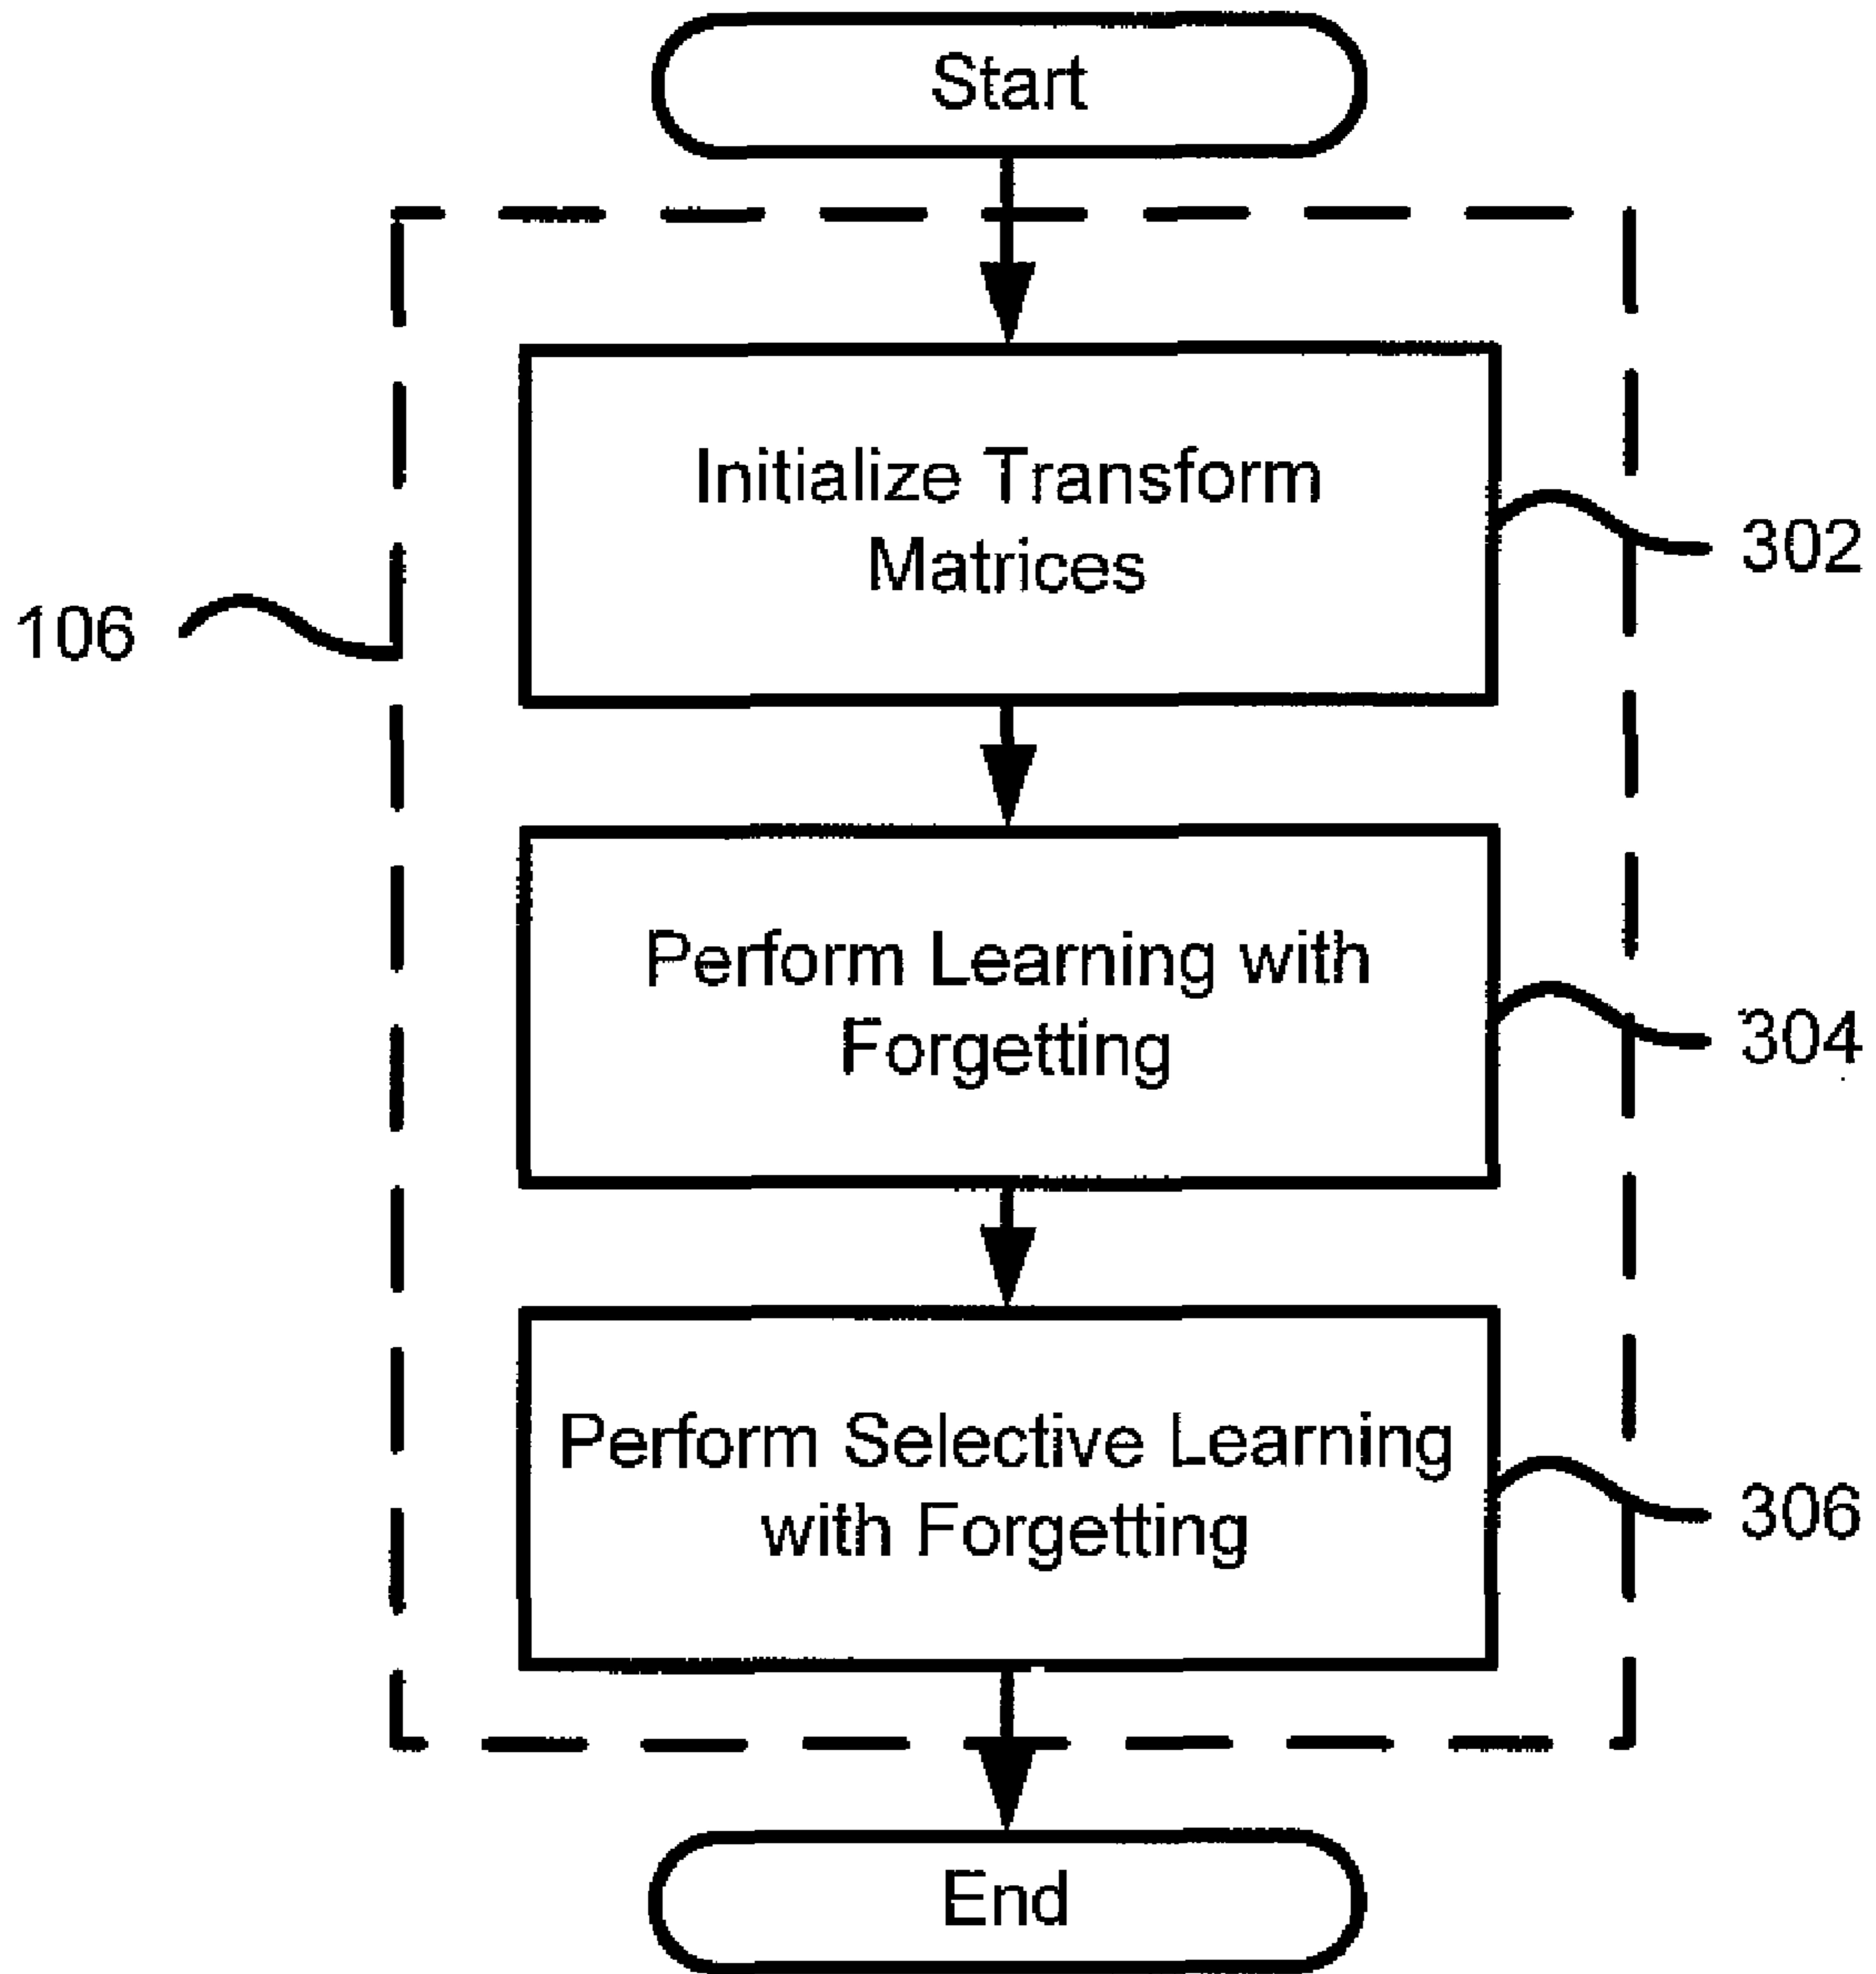 Start
Initialize Transform
Matrices
302
106
Perform Learning with
Forgetting
304
Perform Selective Learning
with Forgetting
306
End